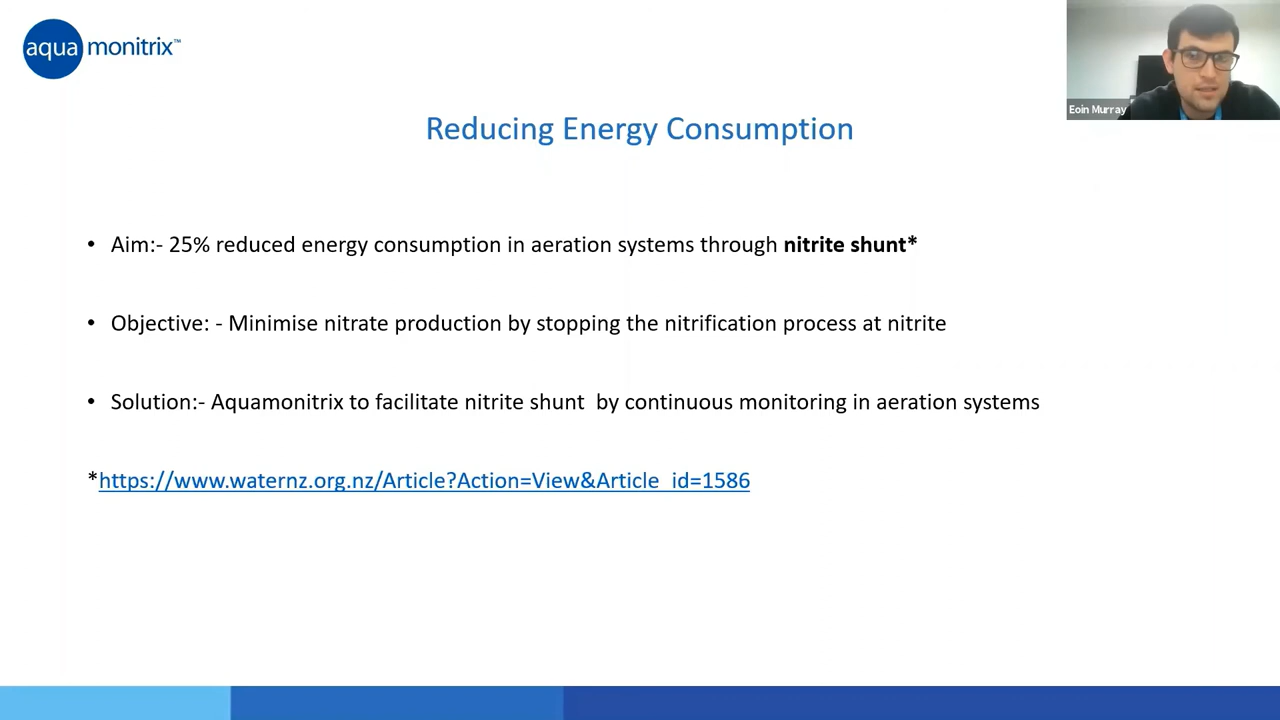 aqua monitrix™
Eoin Murray
Reducing Energy Consumption
• Aim:- 25% reduced energy consumption in aeration systems through nitrite shunt*
• Objective: - Minimise nitrate production by stopping the nitrification process at nitrite
• Solution:- Aquamonitrix to facilitate nitrite shunt  by continuous monitoring in aeration systems
*https://www.waternz.org.nz/Article?Action=View&Article_id=1586